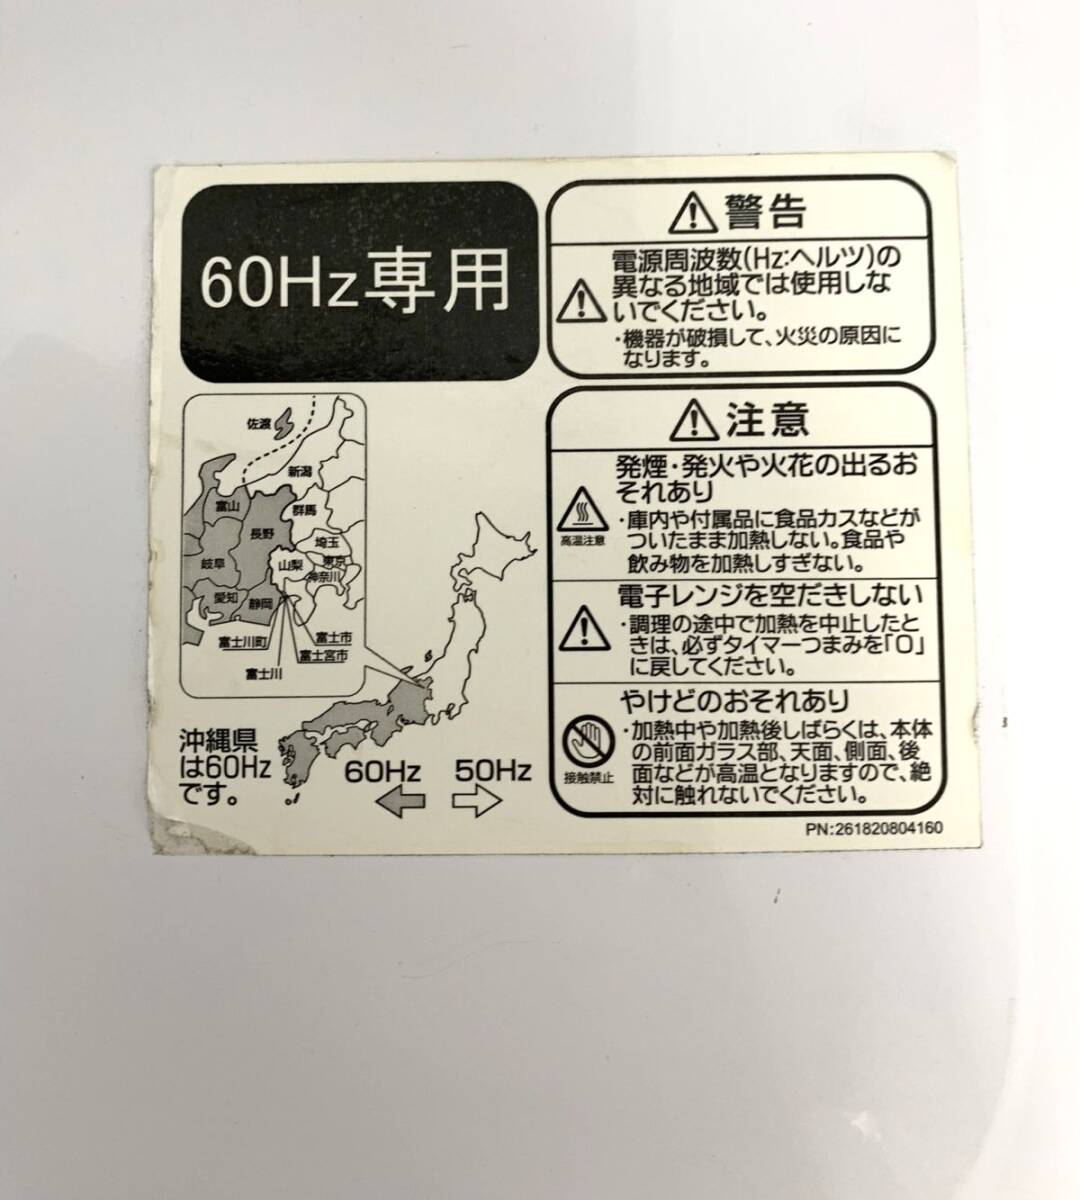 60Hz専用
警告
電源周波数(Hz:ヘルツ)の
異なる地域では使用しな
いでください。
・機器が破損して、火災の原因に
なります。
注意
発煙・発火や火花の出るお
それあり
高温注意
・庫内や付属品に食品カスなどが
ついたまま加熱しない。食品や
飲み物を加熱しすぎない。
電子レンジを空だきしない
・調理の途中で加熱を中止したと
きは、必ずタイマーつまみを「0」
に戻してください。
やけどのおそれあり
接触禁止
・加熱中や加熱後しばらくは、本体
の前面ガラス部、天面、側面、後
面などが高温となりますので、絶
対に触れないでください。
PN:261820804160
佐渡
新潟
富山
群馬
長野
埼玉
岐阜
山梨
東京
神奈川
愛知
静岡
富士川町
富士市
富士宮市
富士川
沖縄県
は60Hz
です。
60Hz
50Hz